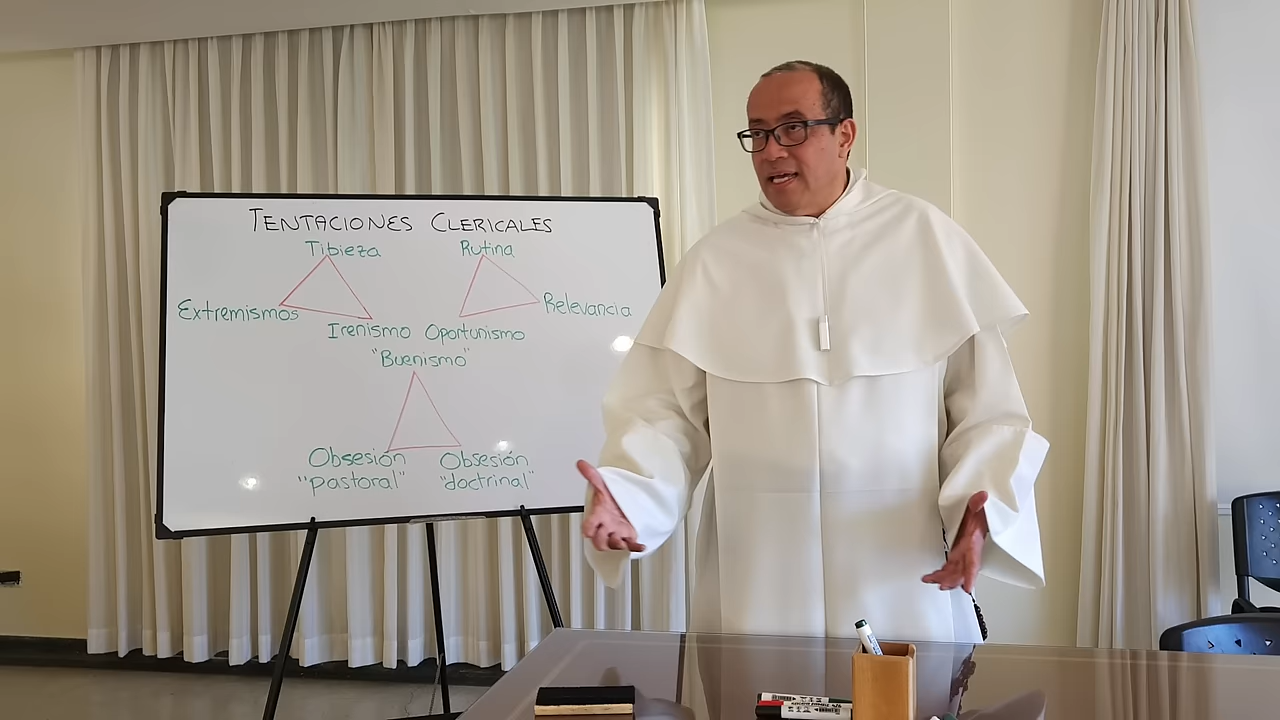 TENTACIONES CLERICALES
Tibieza
Rutina
Extremismos
Relevancia
Irenismo
Oportunismo
"Buenismo"
Obsesión
"pastoral"
Obsesión
"doctrinal"